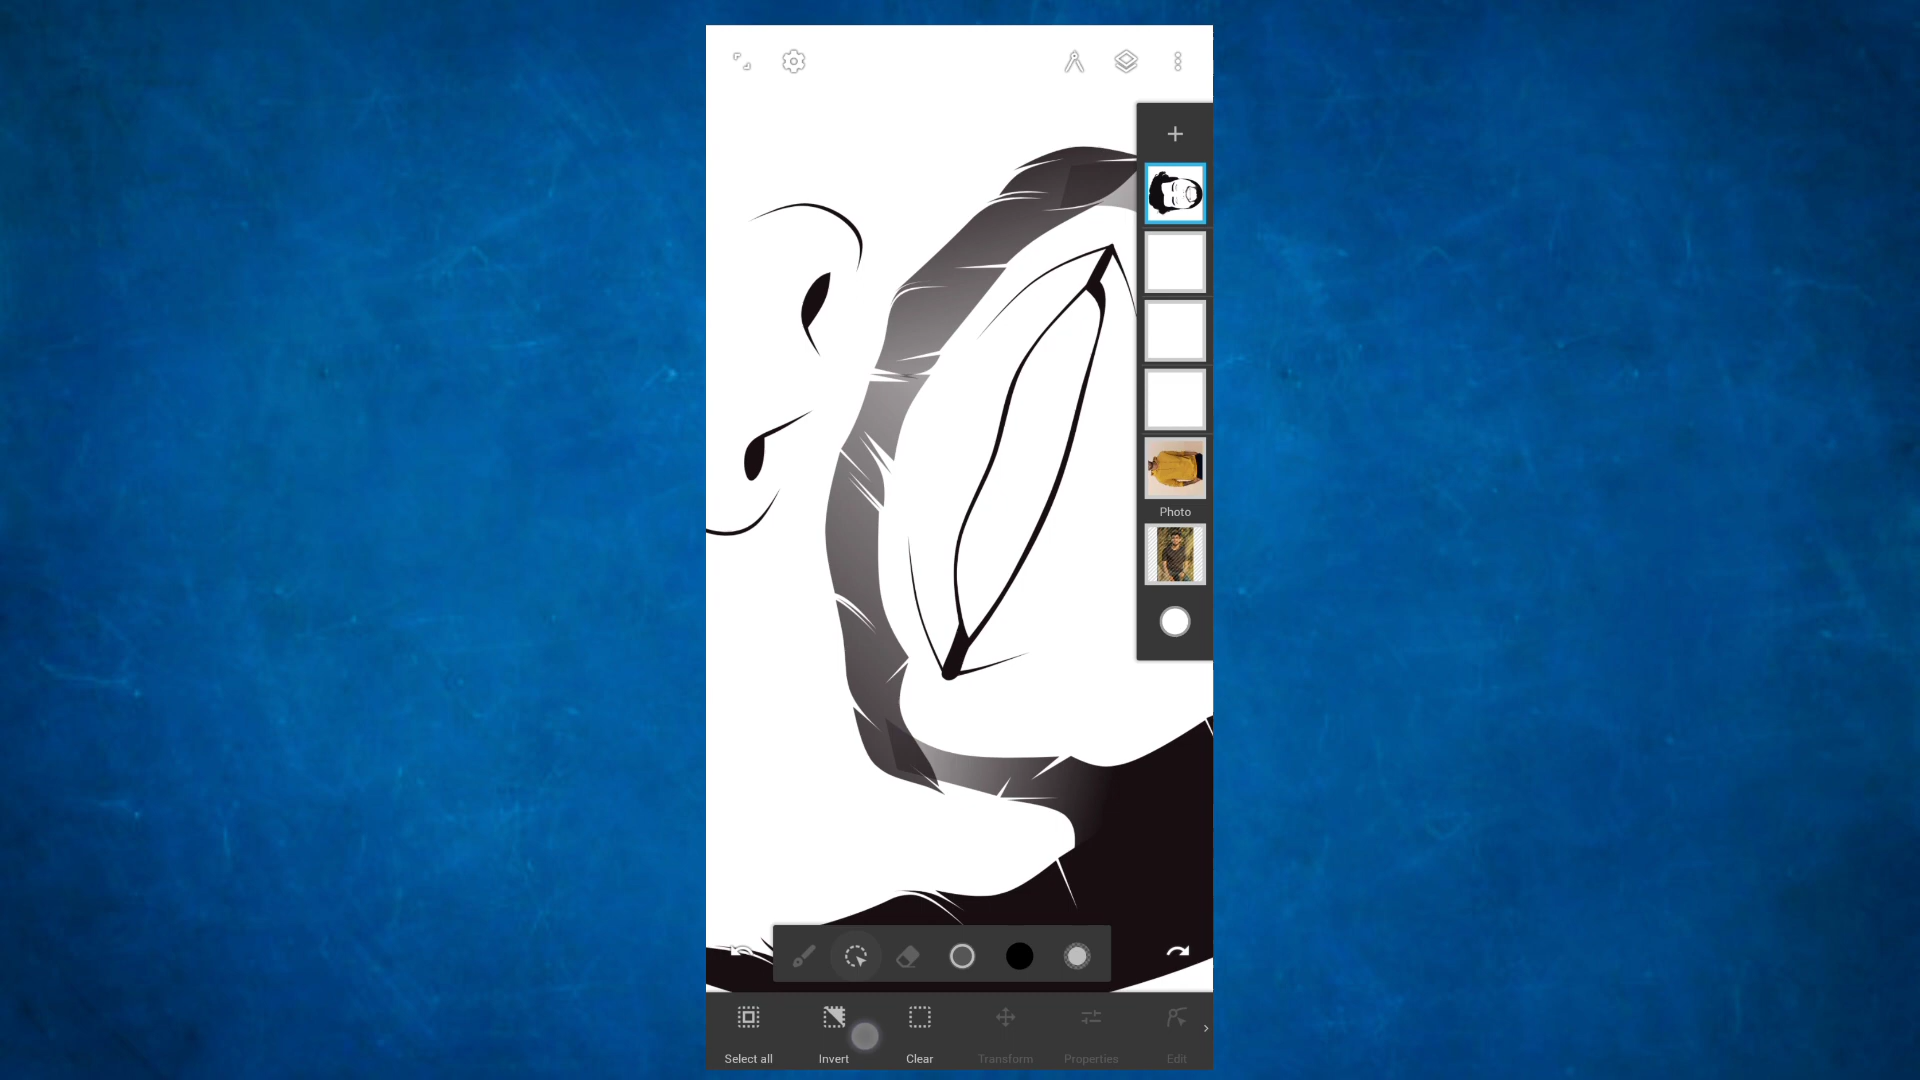 Photo
Select all
Invert
Clear
Transform
Properties
Edit